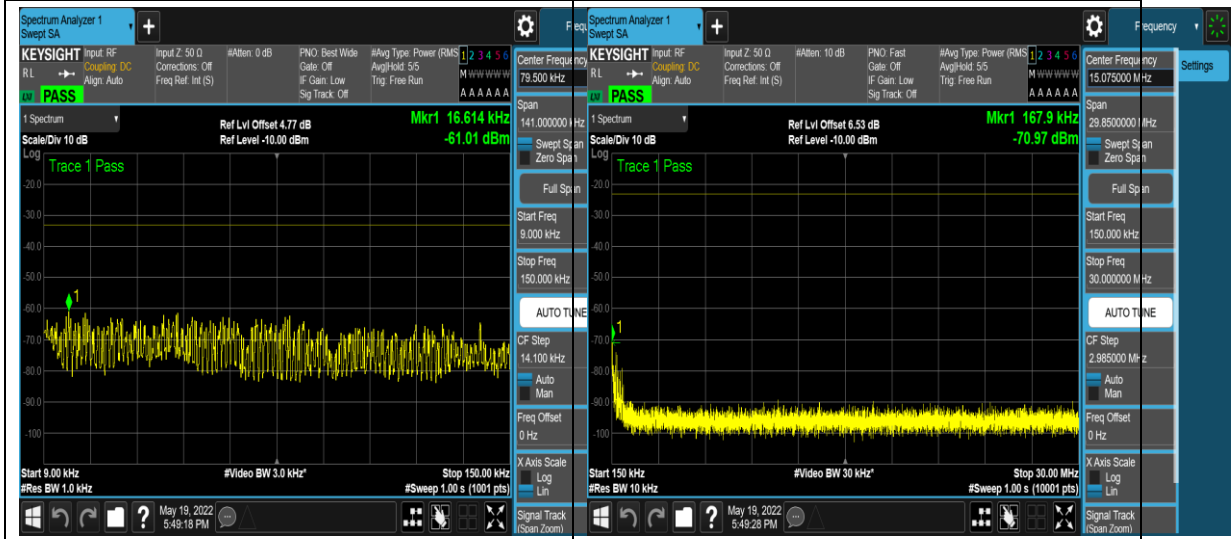 Spectrum Analyzer 1
Swept SA
+
Frequ
KEYSIGHT
RL
Input: RF
Coupling: DC
Align: Auto
Input Z: 50 Ω
Corrections: Off
Freq Ref: Int (S)
#Atten: 0 dB
PNO: Best Wide
Gate: Off
IF Gain: Low
Sig Track: Off
#Avg Type: Power (RMS
Avg|Hold: 5/5
Trig: Free Run
1 2 3 4 5 6
M W W W W W
A A A A A A
PASS
1 Spectrum
Scale/Div 10 dB
Log
Ref Lvl Offset 4.77 dB
Ref Level -10.00 dBm
Mkr1 16.614 kHz
-61.01 dBm
Trace 1 Pass
-20.0
-30.0
-40.0
-50.0
-60.0
-70.0
-80.0
-90.0
-100
1
Start 9.00 kHz
#Res BW 1.0 kHz
#Video BW 3.0 kHz*
Stop 150.00 kHz
#Sweep 1.00 s (1001 pts)
Center Frequency
79.500 kHz
Span
141.000000 kHz
Swept Span
Zero Span
Full Span
Start Freq
9.000 kHz
Stop Freq
150.000 kHz
AUTO TUNE
CF Step
14.100 kHz
Auto
Man
Freq Offset
0 Hz
X Axis Scale
Log
Lin
Signal Track
(Span Zoom)
?
May 19, 2022
5:49:18 PM
Spectrum Analyzer 1
Swept SA
+
Frequency
KEYSIGHT
RL
Input: RF
Coupling: DC
Align: Auto
Input Z: 50 Ω
Corrections: Off
Freq Ref: Int (S)
#Atten: 10 dB
PNO: Fast
Gate: Off
IF Gain: Low
Sig Track: Off
#Avg Type: Power (RMS
Avg|Hold: 5/5
Trig: Free Run
1 2 3 4 5 6
M W W W W W
A A A A A A
PASS
1 Spectrum
Scale/Div 10 dB
Log
Ref Lvl Offset 6.53 dB
Ref Level -10.00 dBm
Mkr1 167.9 kHz
-70.97 dBm
Trace 1 Pass
-20.0
-30.0
-40.0
-50.0
-60.0
-70.0
-80.0
-90.0
-100
1
Start 150 kHz
#Res BW 10 kHz
#Video BW 30 kHz*
Stop 30.00 MHz
#Sweep 1.00 s (10001 pts)
Center Frequency
15.075000 MHz
Settings
Span
29.8500000 MHz
Swept Span
Zero Span
Full Span
Start Freq
150.000 kHz
Stop Freq
30.000000 MHz
AUTO TUNE
CF Step
2.985000 MHz
Auto
Man
Freq Offset
0 Hz
X Axis Scale
Log
Lin
Signal Track
(Span Zoom)
?
May 19, 2022
5:49:28 PM